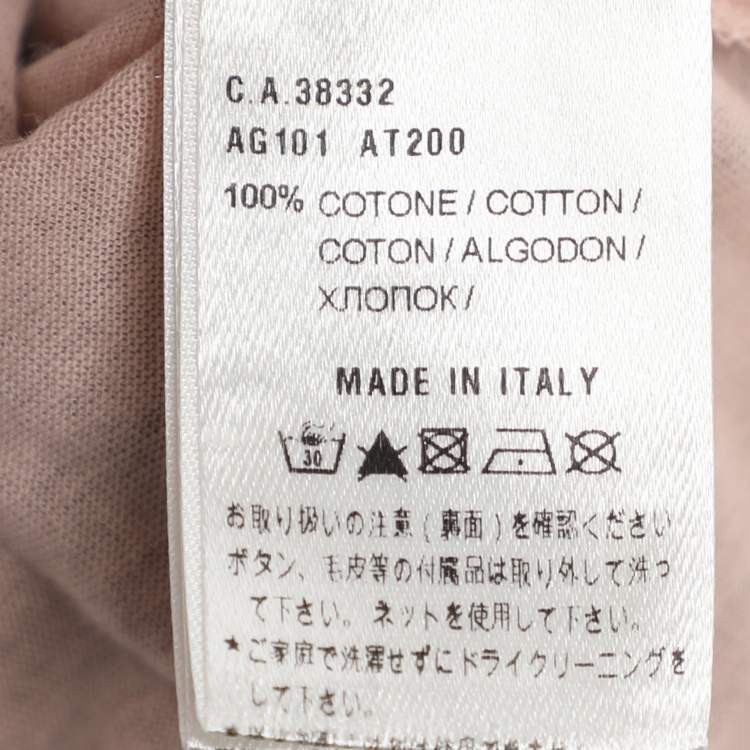 C.A.38332
AG101 AT200
100% COTONE / COTTON /
COTON / ALGODON /
ХЛОПОК /
MADE IN ITALY
30
お取り扱いの注意(裏面)を確認ください
ボタン、毛皮等の付属品は取り外して洗っ
て下さい。ネットを使用して下さい。
★ご家庭で洗濯せずにドライクリーニングを
して下さい。